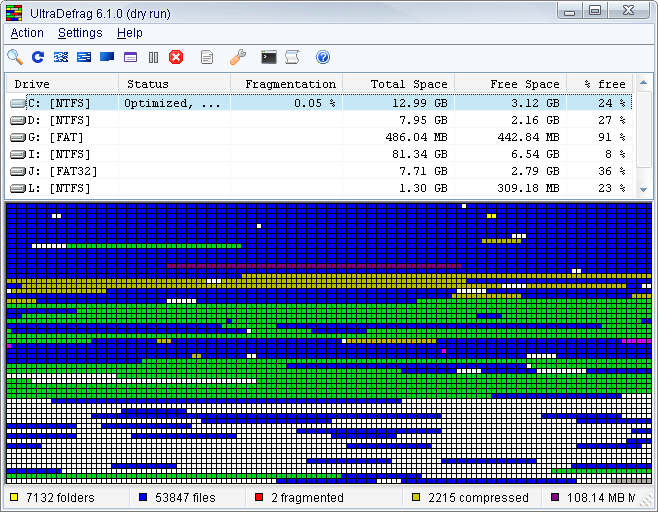 UltraDefrag 6.1.0 (dry run)
Action Settings Help
Drive Status Fragmentation Total Space Free Space % free
C: [NTFS] Optimized, ... 0.05 % 12.99 GB 3.12 GB 24 %
D: [NTFS] 7.95 GB 2.16 GB 27 %
G: [FAT] 486.04 MB 442.84 MB 91 %
I: [NTFS] 81.34 GB 6.54 GB 8 %
J: [FAT32] 7.71 GB 2.79 GB 36 %
L: [NTFS] 1.30 GB 309.18 MB 23 %
7132 folders 53847 files 2 fragmented 2215 compressed 108.14 MB M